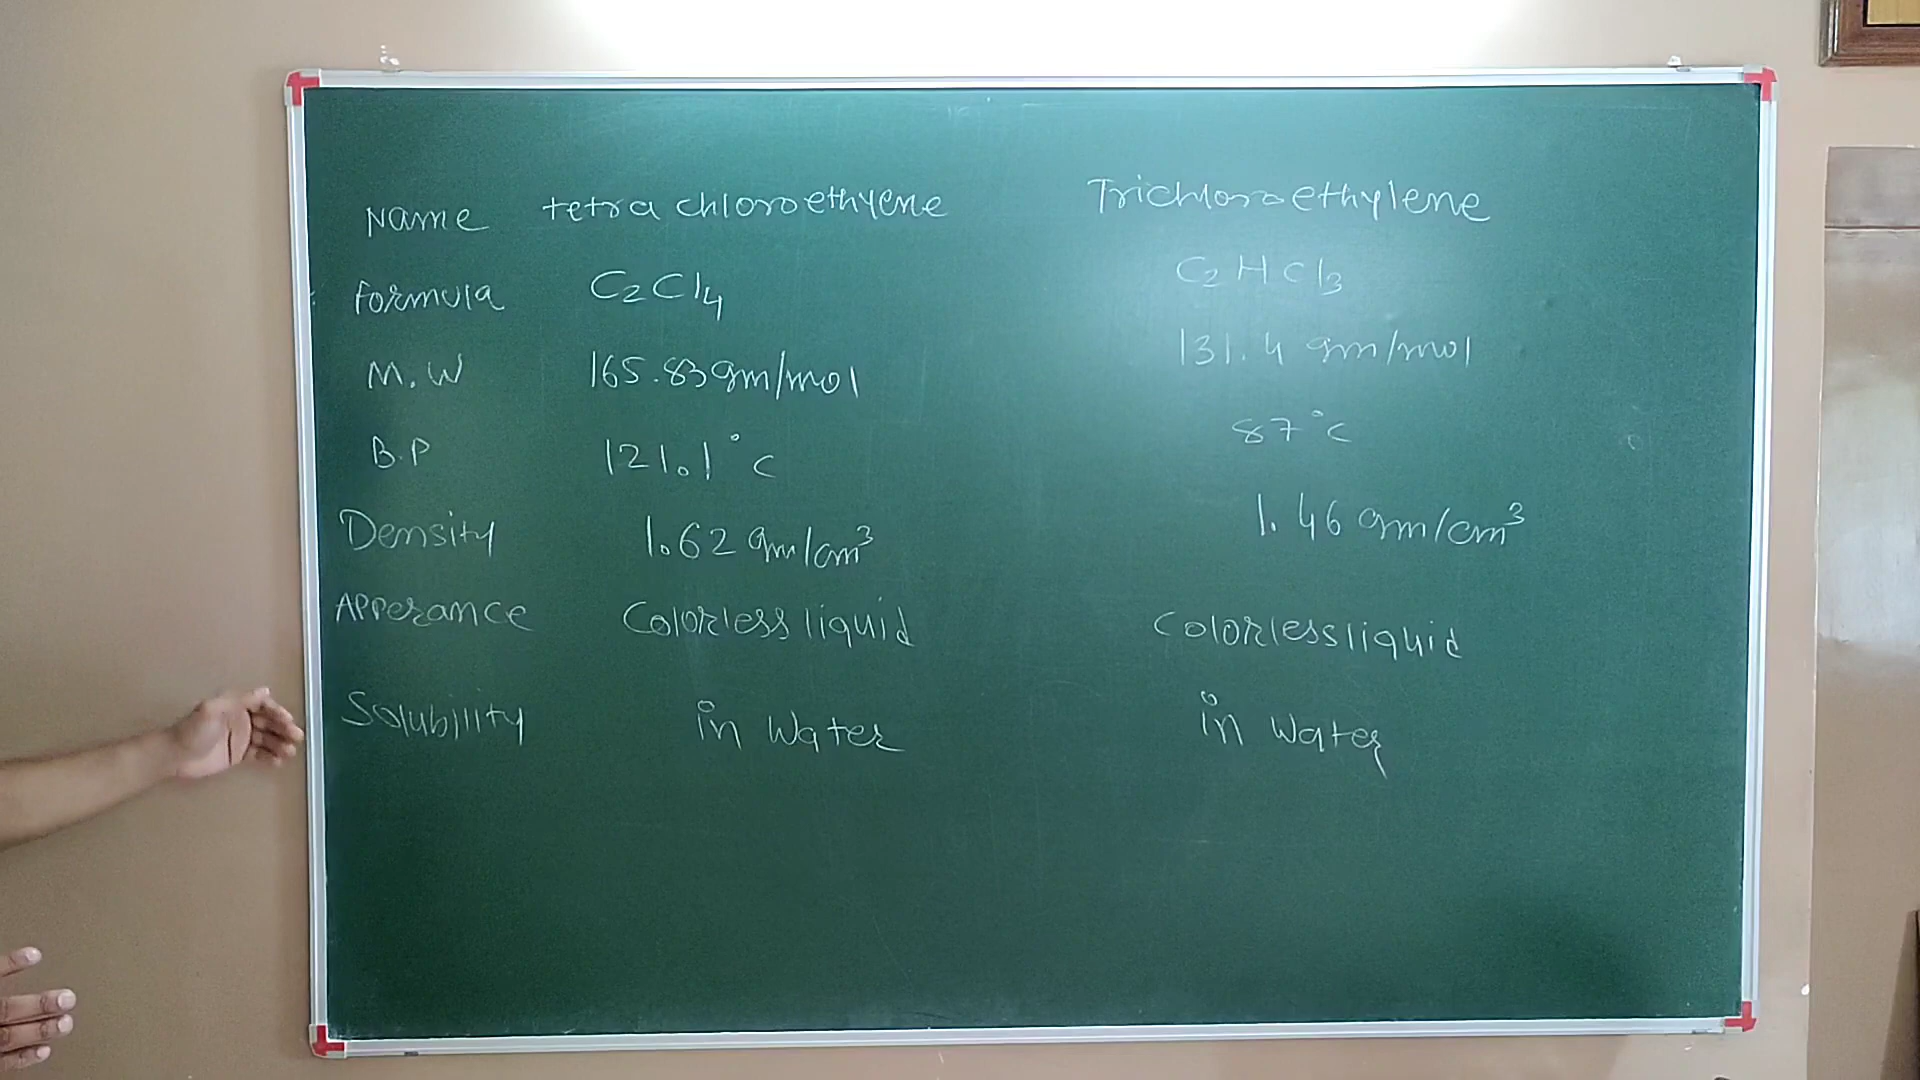 Name tetra chloroethyene Trichloroethylene
Formula C2Cl4 C2HCl3
M.W 165.83gm/mol 131.4 gm/mol
B.P 121.1°c 87°c
Density 1.62 gm/cm³ 1.46 gm/cm³
Apperance Colorless liquid Colorless liquid
Solubility in Water in Water